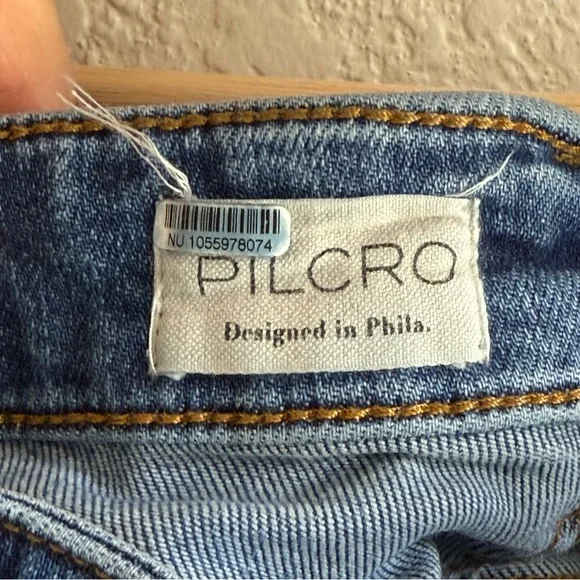 NU 1055978074
PILCRO
Designed in Phila.